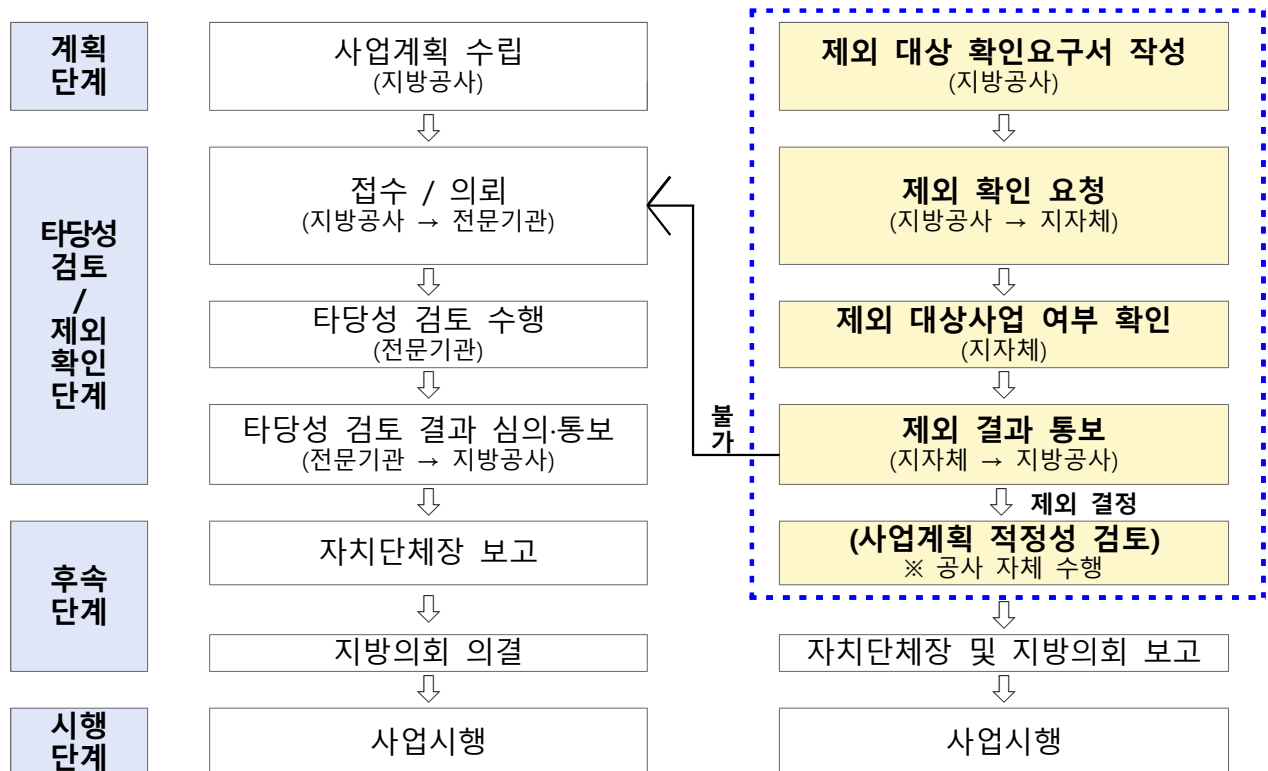 계획
단계
사업계획 수립
(지방공사)
제외 대상 확인요구서 작성
(지방공사)
타당성
검토
/
제외
확인
단계
접수 / 의뢰
(지방공사 → 전문기관)
제외 확인 요청
(지방공사 → 지자체)
타당성 검토 수행
(전문기관)
제외 대상사업 여부 확인
(지자체)
타당성 검토 결과 심의·통보
(전문기관 → 지방공사)
불
가
제외 결과 통보
(지자체 → 지방공사)
제외 결정
후속
단계
자치단체장 보고
(사업계획 적정성 검토)
※ 공사 자체 수행
지방의회 의결
자치단체장 및 지방의회 보고
시행
단계
사업시행
사업시행